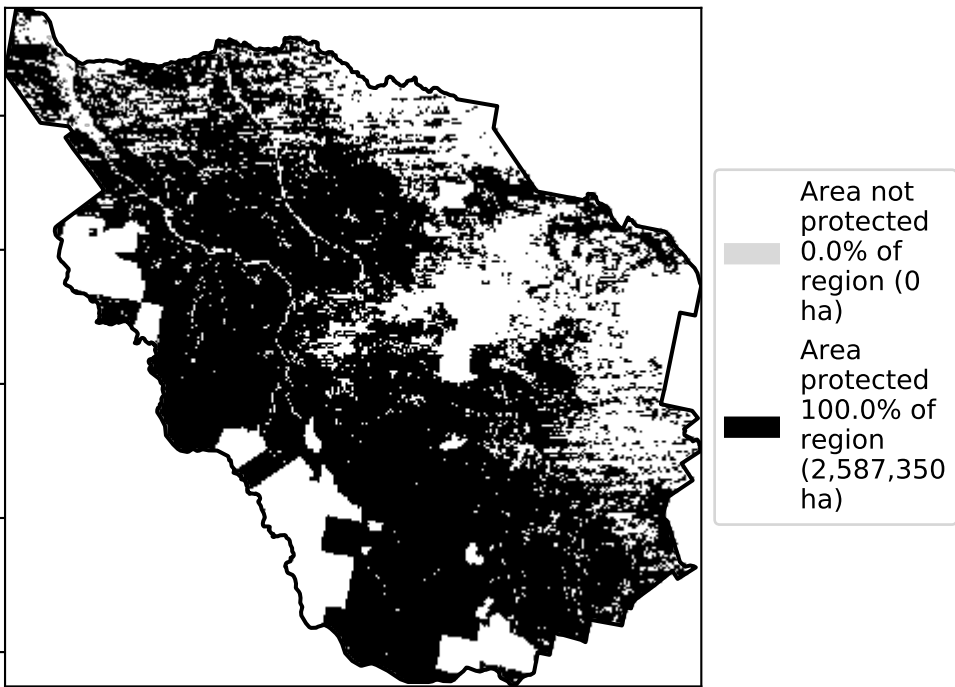 Area not
protected
0.0% of
region (0
ha)
Area
protected
100.0% of
region
(2,587,350
ha)